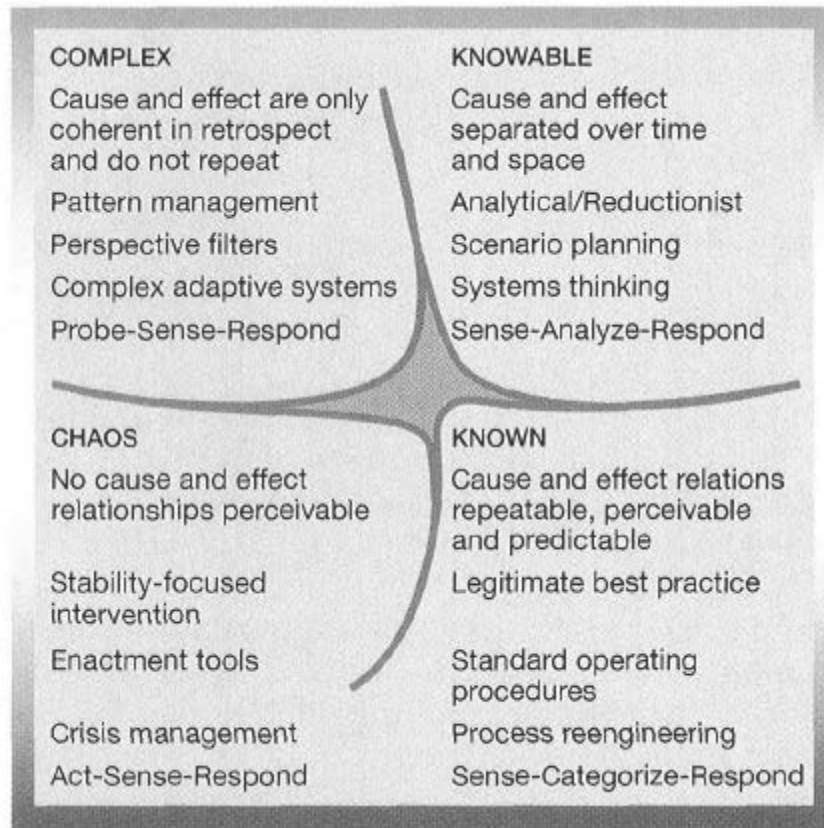 COMPLEX
Cause and effect are only
coherent in retrospect
and do not repeat
Pattern management
Perspective filters
Complex adaptive systems
Probe-Sense-Respond
KNOWABLE
Cause and effect
separated over time
and space
Analytical/Reductionist
Scenario planning
Systems thinking
Sense-Analyze-Respond
CHAOS
No cause and effect
relationships perceivable
Stability-focused
intervention
Enactment tools
Crisis management
Act-Sense-Respond
KNOWN
Cause and effect relations
repeatable, perceivable
and predictable
Legitimate best practice
Standard operating
procedures
Process reengineering
Sense-Categorize-Respond